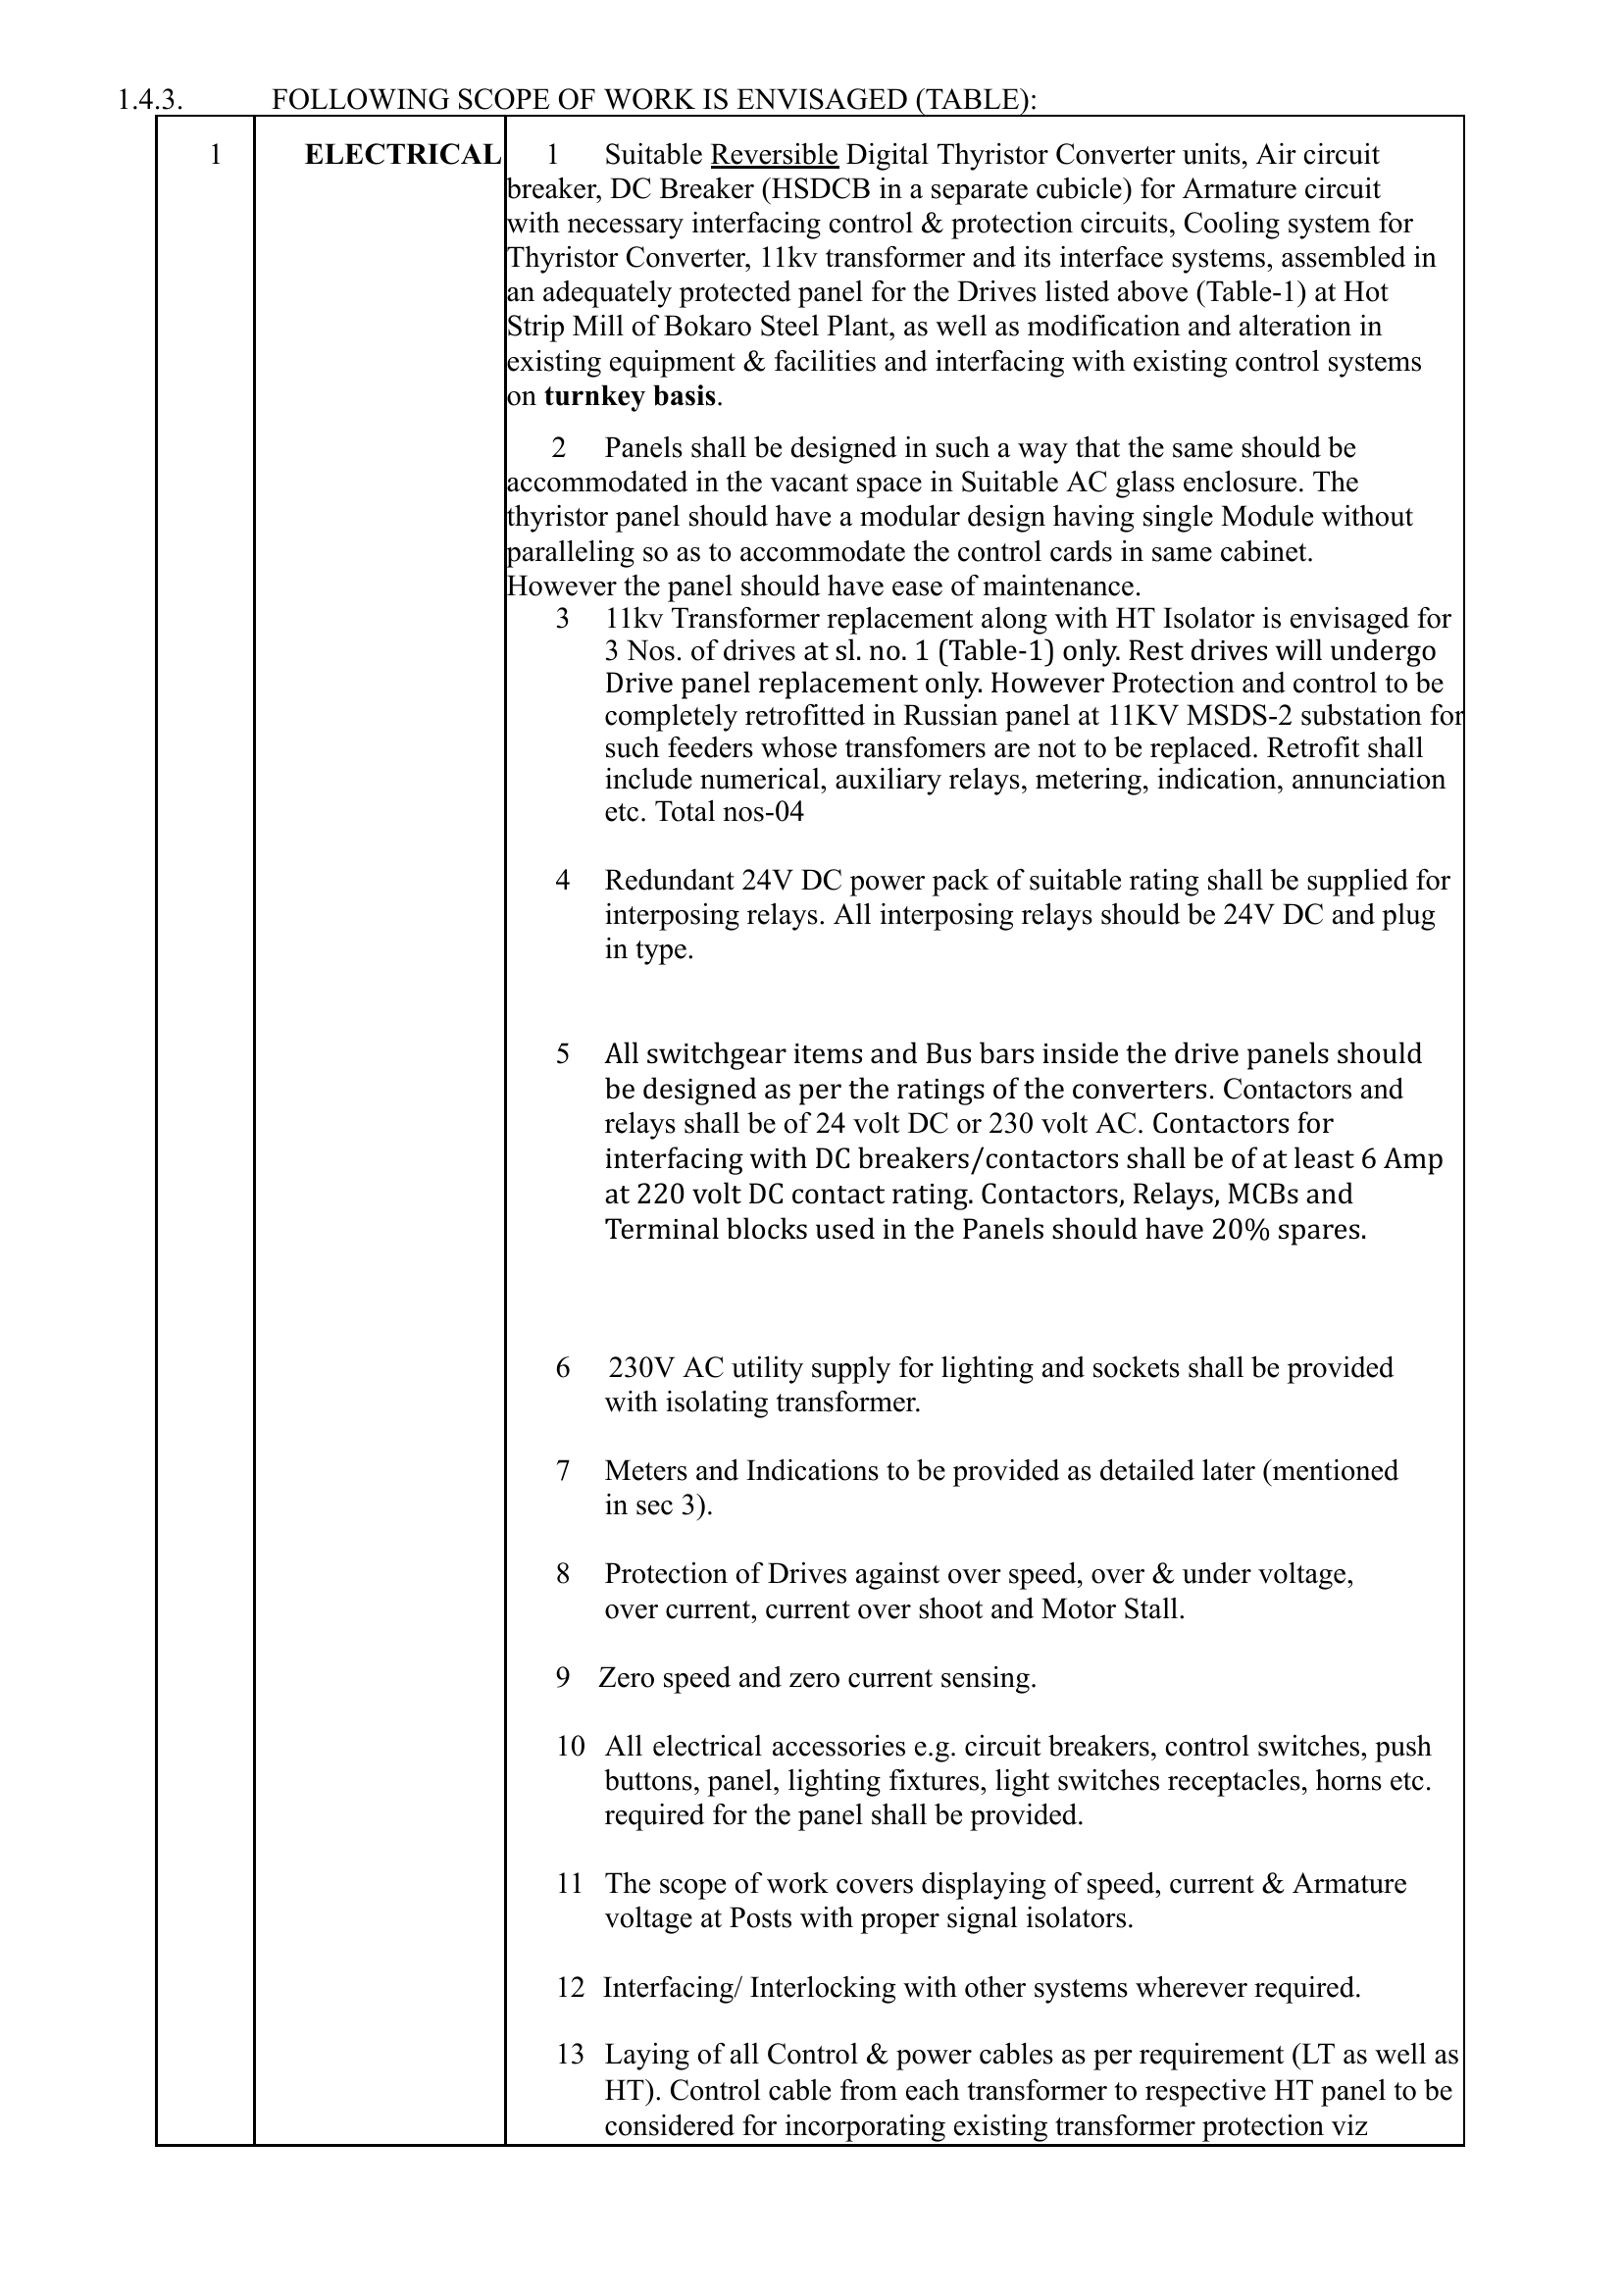 1.4.3. FOLLOWING SCOPE OF WORK IS ENVISAGED (TABLE):
1 ELECTRICAL 1 Suitable Reversible Digital Thyristor Converter units, Air circuit
breaker, DC Breaker (HSDCB in a separate cubicle) for Armature circuit
with necessary interfacing control & protection circuits, Cooling system for
Thyristor Converter, 11kv transformer and its interface systems, assembled in
an adequately protected panel for the Drives listed above (Table-1) at Hot
Strip Mill of Bokaro Steel Plant, as well as modification and alteration in
existing equipment & facilities and interfacing with existing control systems
on turnkey basis.
2 Panels shall be designed in such a way that the same should be
accommodated in the vacant space in Suitable AC glass enclosure. The
thyristor panel should have a modular design having single Module without
paralleling so as to accommodate the control cards in same cabinet.
However the panel should have ease of maintenance.
3 11kv Transformer replacement along with HT Isolator is envisaged for
3 Nos. of drives at sl. no. 1 (Table-1) only. Rest drives will undergo
Drive panel replacement only. However Protection and control to be
completely retrofitted in Russian panel at 11KV MSDS-2 substation for
such feeders whose transfomers are not to be replaced. Retrofit shall
include numerical, auxiliary relays, metering, indication, annunciation
etc. Total nos-04
4 Redundant 24V DC power pack of suitable rating shall be supplied for
interposing relays. All interposing relays should be 24V DC and plug
in type.
5 All switchgear items and Bus bars inside the drive panels should
be designed as per the ratings of the converters. Contactors and
relays shall be of 24 volt DC or 230 volt AC. Contactors for
interfacing with DC breakers/contactors shall be of at least 6 Amp
at 220 volt DC contact rating. Contactors, Relays, MCBs and
Terminal blocks used in the Panels should have 20% spares.
6 230V AC utility supply for lighting and sockets shall be provided
with isolating transformer.
7 Meters and Indications to be provided as detailed later (mentioned
in sec 3).
8 Protection of Drives against over speed, over & under voltage,
over current, current over shoot and Motor Stall.
9 Zero speed and zero current sensing.
10 All electrical accessories e.g. circuit breakers, control switches, push
buttons, panel, lighting fixtures, light switches receptacles, horns etc.
required for the panel shall be provided.
11 The scope of work covers displaying of speed, current & Armature
voltage at Posts with proper signal isolators.
12 Interfacing/ Interlocking with other systems wherever required.
13 Laying of all Control & power cables as per requirement (LT as well as
HT). Control cable from each transformer to respective HT panel to be
considered for incorporating existing transformer protection viz